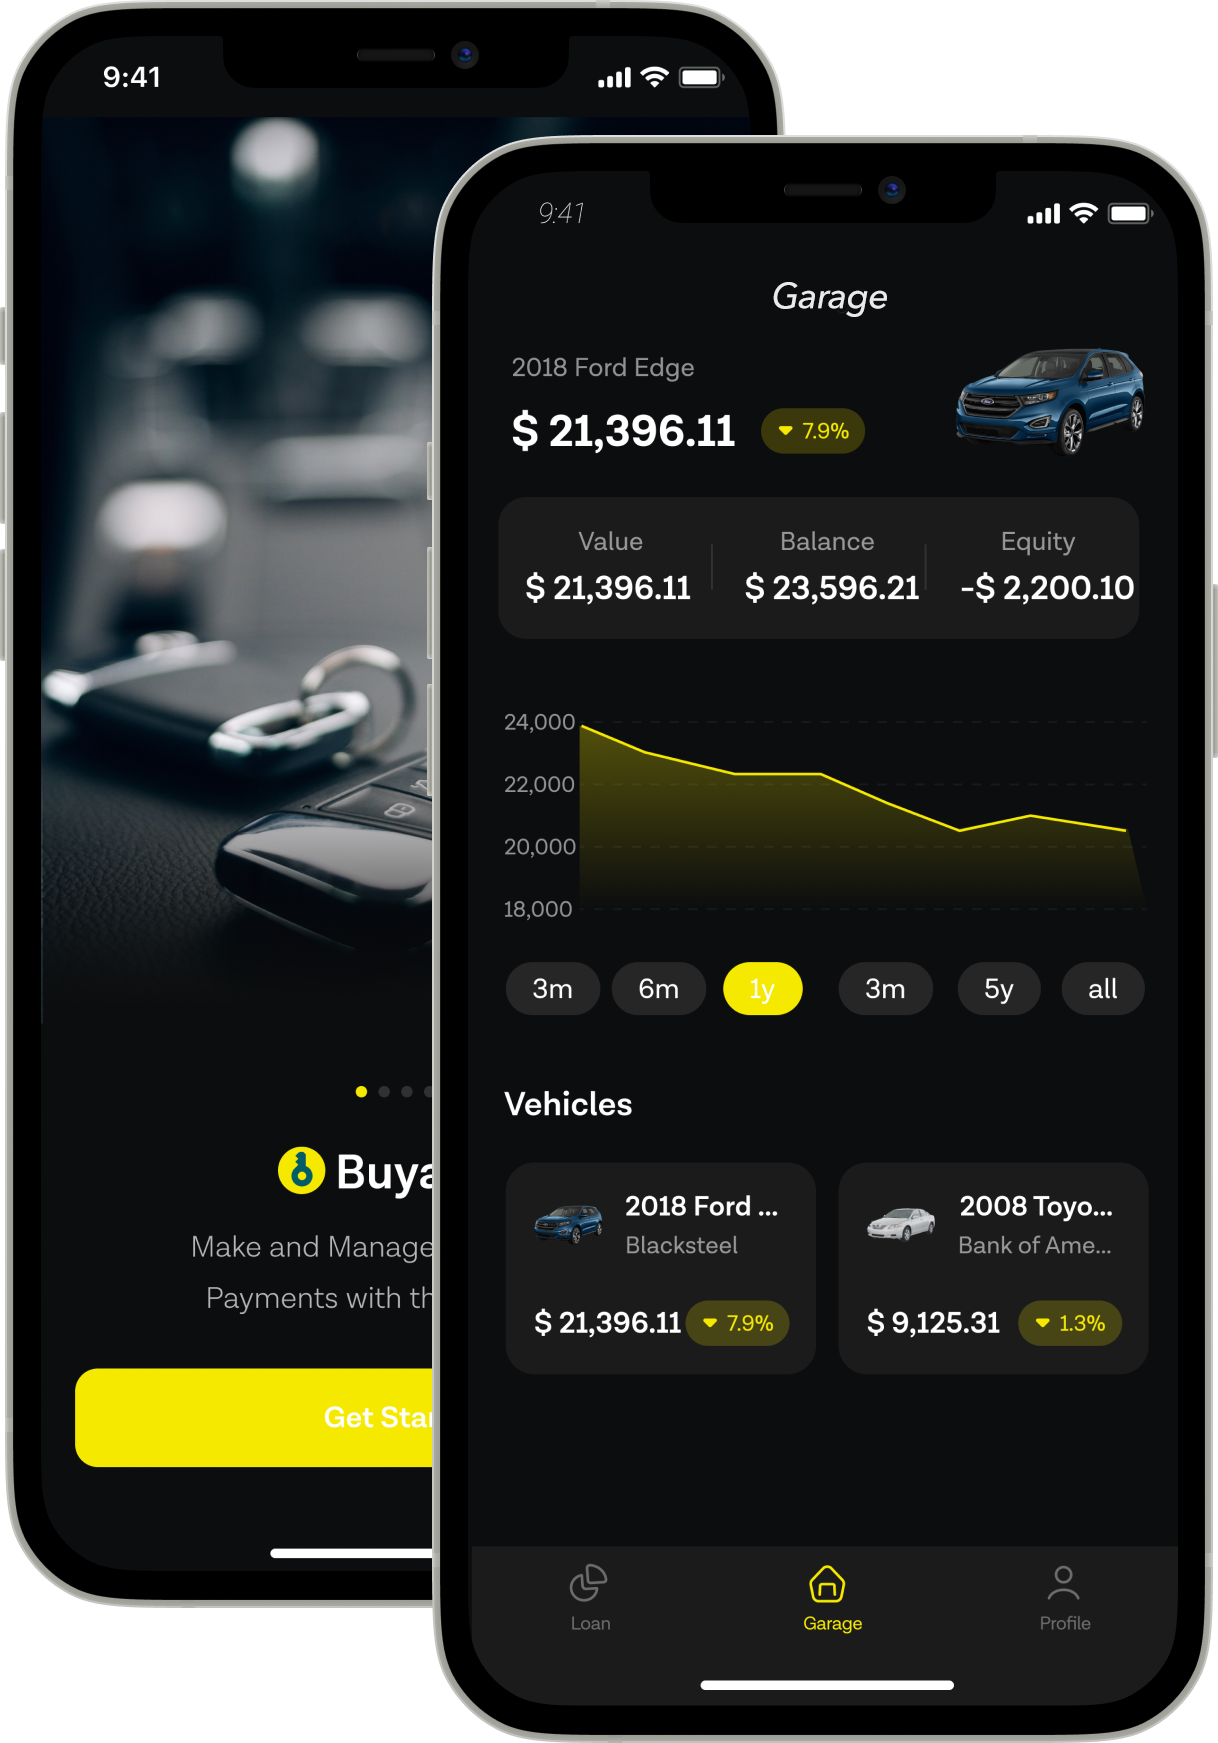 9:41
Buya
Make and Manage
Payments with th
Get Star
9:41
Garage
2018 Ford Edge
$ 21,396.11
7.9%
Value
Balance
Equity
$ 21,396.11
$ 23,596.21
-$ 2,200.10
24,000
22,000
20,000
18,000
3m
6m
1y
3m
5y
all
Vehicles
2018 Ford ...
Blacksteel
$ 21,396.11
7.9%
2008 Toyo...
Bank of Ame...
$ 9,125.31
1.3%
Loan
Garage
Profile